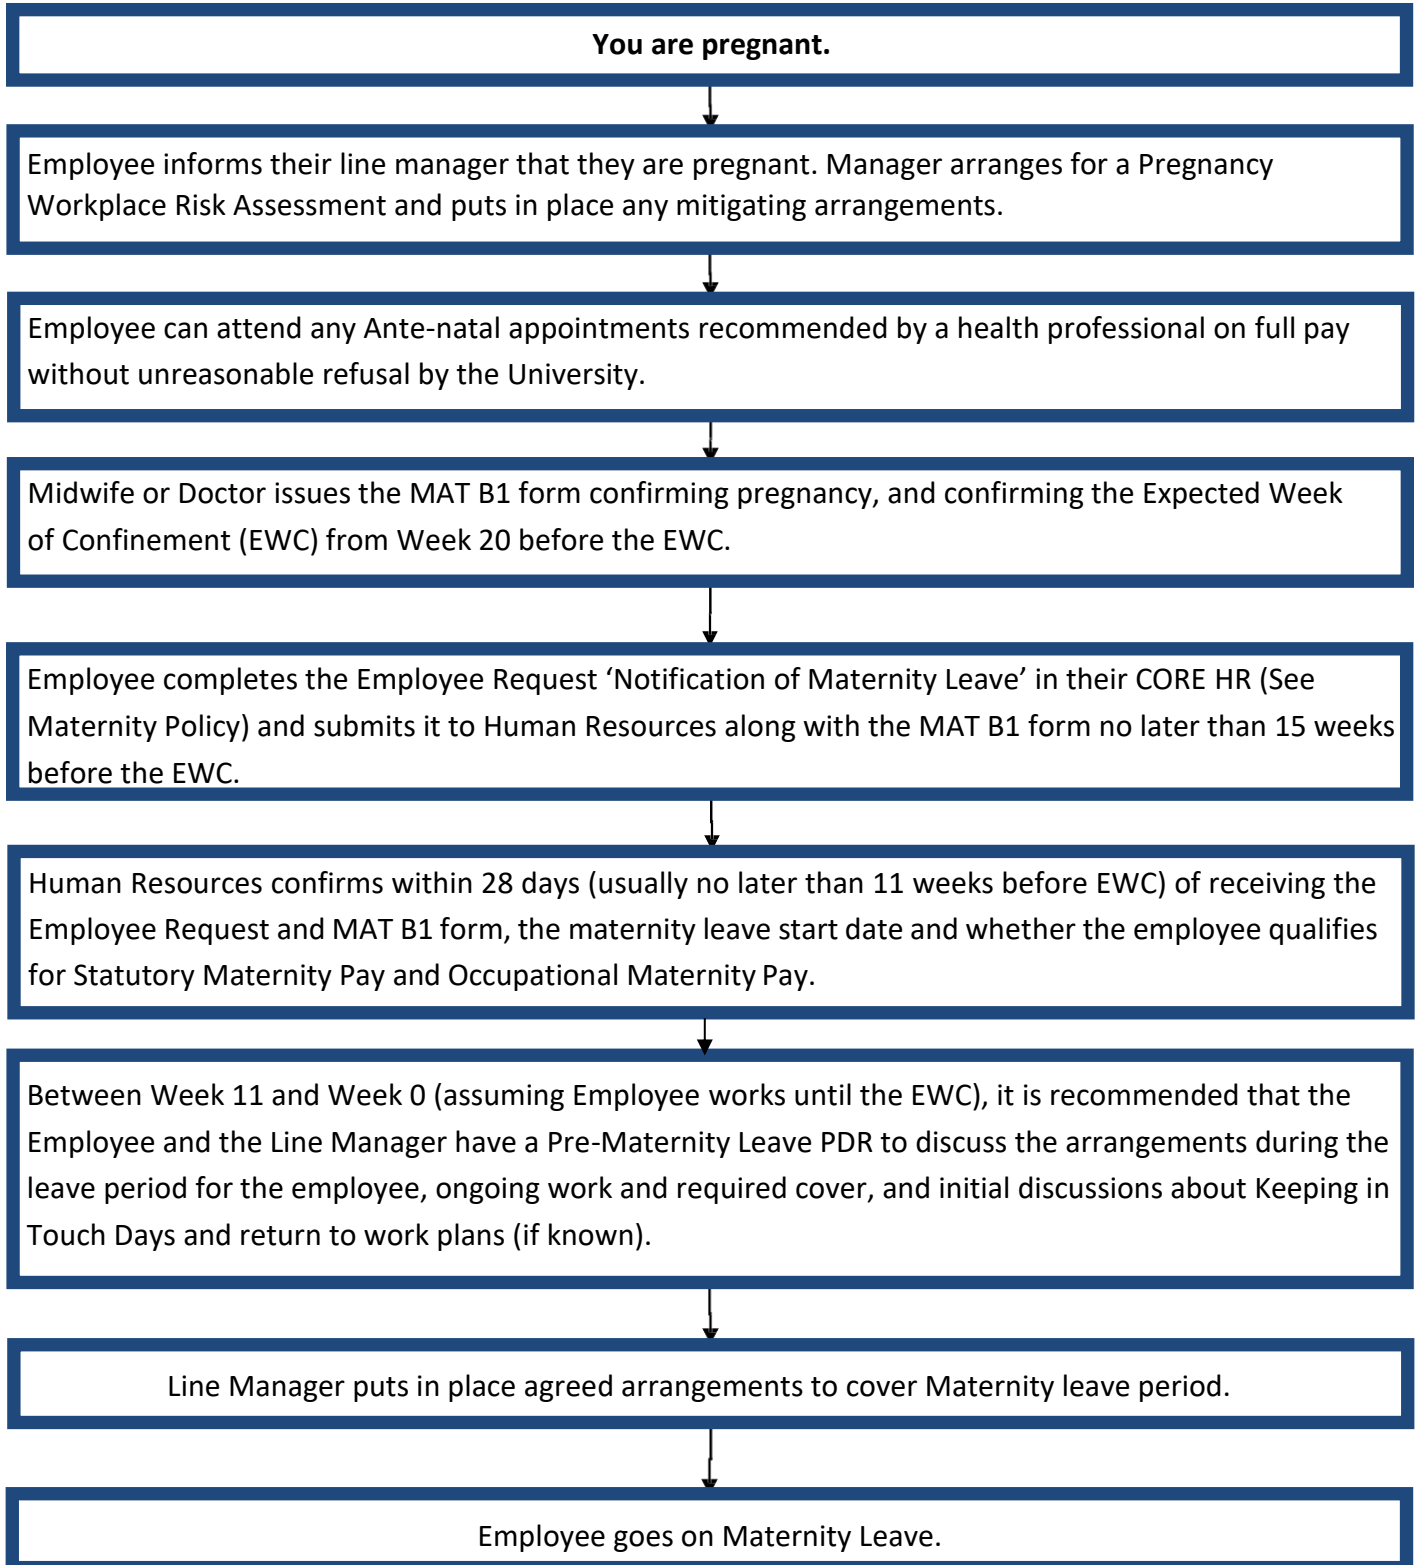 You are pregnant.
Employee informs their line manager that they are pregnant. Manager arranges for a Pregnancy
Workplace Risk Assessment and puts in place any mitigating arrangements.
Employee can attend any Ante-natal appointments recommended by a health professional on full pay
without unreasonable refusal by the University.
Midwife or Doctor issues the MAT B1 form confirming pregnancy, and confirming the Expected Week
of Confinement (EWC) from Week 20 before the EWC.
Employee completes the Employee Request ‘Notification of Maternity Leave’ in their CORE HR (See
Maternity Policy) and submits it to Human Resources along with the MAT B1 form no later than 15 weeks
before the EWC.
Human Resources confirms within 28 days (usually no later than 11 weeks before EWC) of receiving the
Employee Request and MAT B1 form, the maternity leave start date and whether the employee qualifies
for Statutory Maternity Pay and Occupational Maternity Pay.
Between Week 11 and Week 0 (assuming Employee works until the EWC), it is recommended that the
Employee and the Line Manager have a Pre-Maternity Leave PDR to discuss the arrangements during the
leave period for the employee, ongoing work and required cover, and initial discussions about Keeping in
Touch Days and return to work plans (if known).
Line Manager puts in place agreed arrangements to cover Maternity leave period.
Employee goes on Maternity Leave.